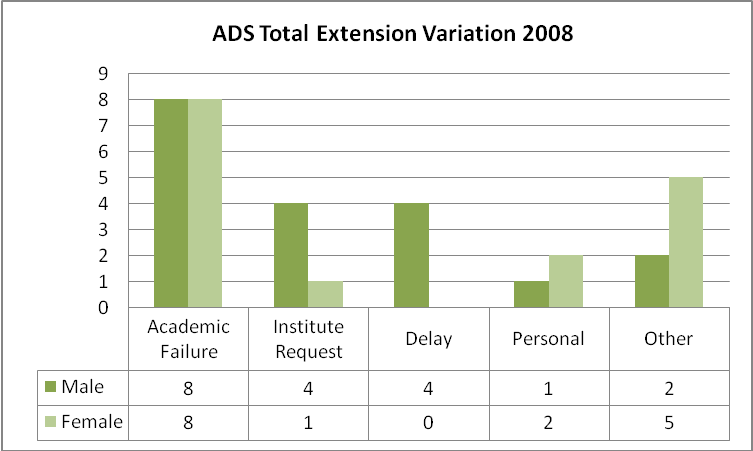 ADS Total Extension Variation 2008
9
8
7
6
5
4
3
2
1
0
Academic Failure Institute Request Delay Personal Other
Male 8 4 4 1 2
Female 8 1 0 2 5